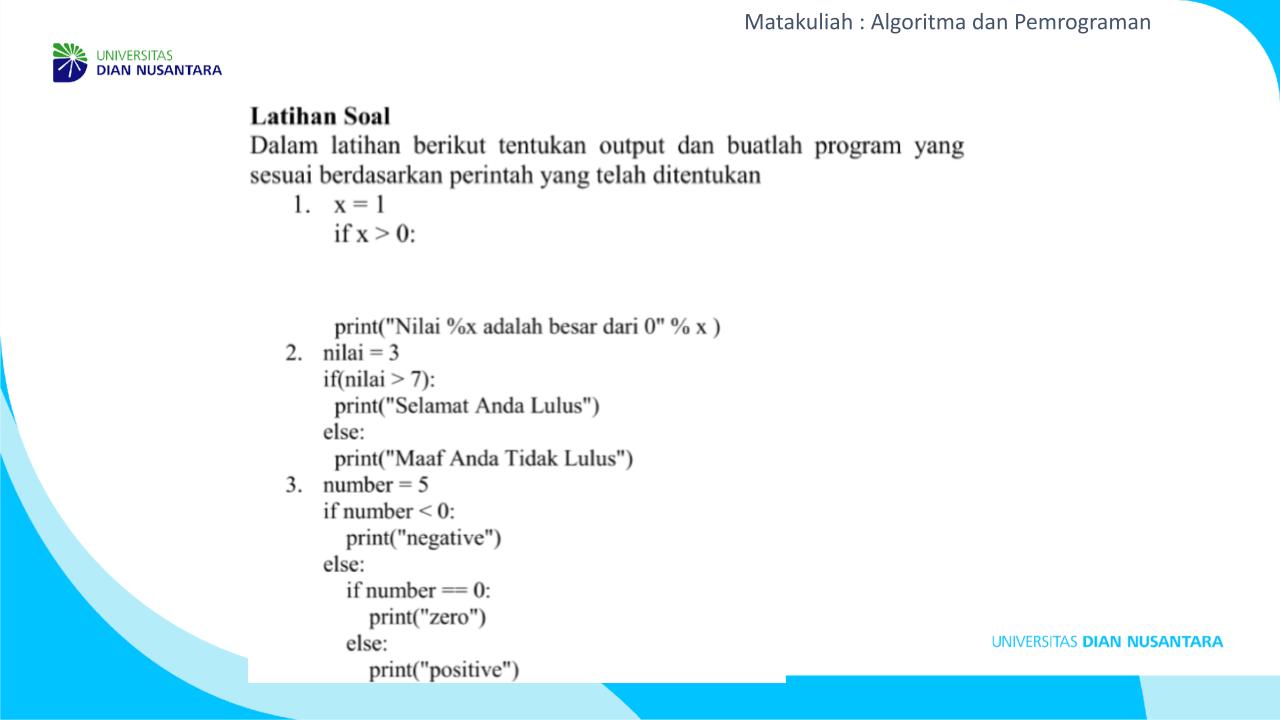 Matakuliah : Algoritma dan Pemrograman
UNIVERSITAS
DIAN NUSANTARA
Latihan Soal
Dalam latihan berikut tentukan output dan buatlah program yang
sesuai berdasarkan perintah yang telah ditentukan
1. x = 1
if x > 0:
print("Nilai %x adalah besar dari 0" % x )
2. nilai = 3
if(nilai > 7):
print("Selamat Anda Lulus")
else:
print("Maaf Anda Tidak Lulus")
3. number = 5
if number < 0:
print("negative")
else:
if number == 0:
print("zero")
else:
print("positive")
UNIVERSITAS DIAN NUSANTARA